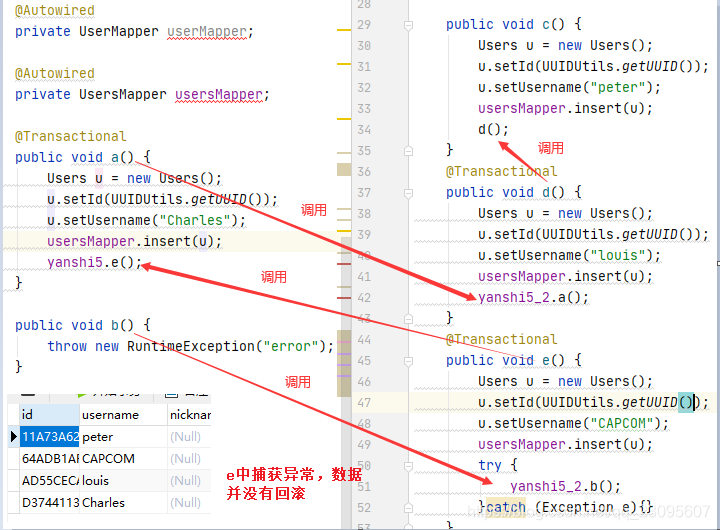 @Autowired
private UserMapper userMapper;
@Autowired
private UsersMapper usersMapper;
@Transactional
public void a() {
Users u = new Users();
u.setId(UUIDUtils.getUUID());
u.setUsername("Charles");
usersMapper.insert(u);
yanshi5.e();
}
public void b() {
throw new RuntimeException("error");
}
id username nicknar
11A73A62 peter (Null)
64ADB1AF CAPCOM (Null)
AD55CECA louis (Null)
D3744113 Charles (Null)
e中捕获异常，数据
并没有回滚
调用
调用
调用
调用
28
29 public void c() {
30 Users u = new Users();
31 u.setId(UUIDUtils.getUUID());
32 u.setUsername("peter");
33 usersMapper.insert(u);
34 d();
35 }
36 @Transactional
37 public void d() {
38 Users u = new Users();
39 u.setId(UUIDUtils.getUUID());
40 u.setUsername("louis");
41 usersMapper.insert(u);
42 yanshi5_2.a();
43 }
44 @Transactional
45 public void e() {
46 Users u = new Users();
47 u.setId(UUIDUtils.getUUID());
48 u.setUsername("CAPCOM");
49 usersMapper.insert(u);
50 try {
51 yanshi5_2.b();
52 }catch (Exception e){}
53 }